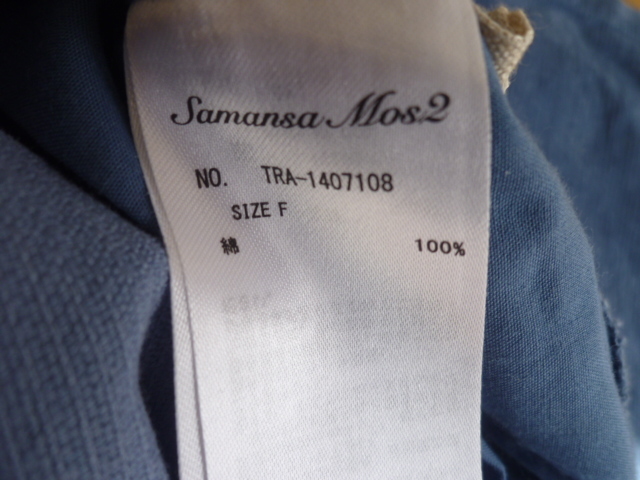 Samansa Mos2
NO. TRA-1407108
SIZE F
綿 100%